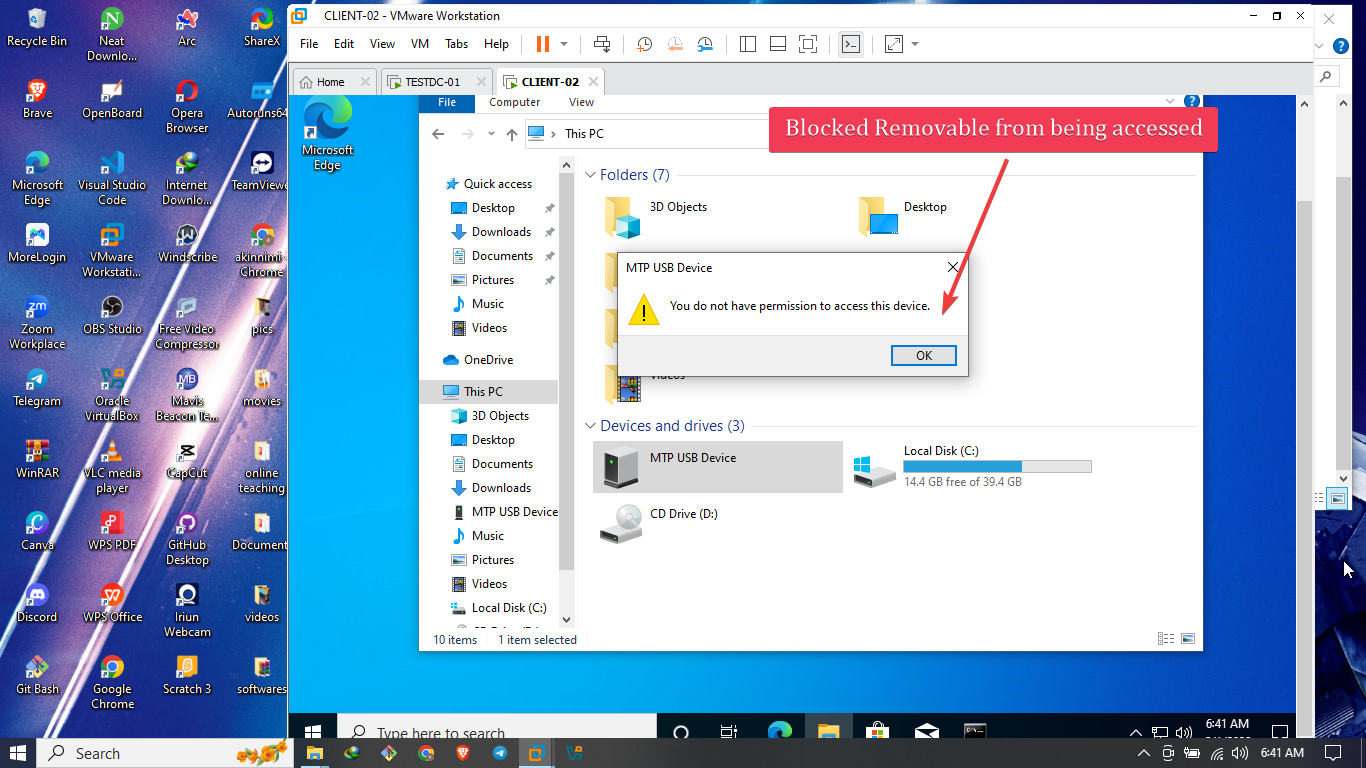 Recycle Bin
Neat
Downlo...
Arc
ShareX
Brave
OpenBoard
Opera
Browser
Autoruns64
Microsoft
Edge
Visual Studio
Code
Internet
Downlo...
TeamViewe
MoreLogin
VMware
Workstati...
Windscribe
akinnimi -
Chrome
Zoom
Workplace
OBS Studio
Free Video
Compressor
pics
Telegram
Oracle
VirtualBox
Mavis
Beacon Te...
movies
WinRAR
VLC media
player
CapCut
online
teaching
Canva
WPS PDF
GitHub
Desktop
Document
Discord
WPS Office
Iriun
Webcam
videos
Git Bash
Google
Chrome
Scratch 3
softwares
CLIENT-02 - VMware Workstation
File Edit View VM Tabs Help
Home TESTDC-01 CLIENT-02
Microsoft
Edge
File Computer View
This PC
Blocked Removable from being accessed
Quick access
Desktop
Downloads
Documents
Pictures
Music
Videos
OneDrive
This PC
3D Objects
Desktop
Documents
Downloads
MTP USB Device
Music
Pictures
Videos
Local Disk (C:)
Folders (7)
3D Objects
Desktop
MTP USB Device
You do not have permission to access this device.
OK
Videos
Devices and drives (3)
MTP USB Device
Local Disk (C:)
14.4 GB free of 39.4 GB
CD Drive (D:)
10 items 1 item selected
Type here to search
6:41 AM
Search
6:41 AM